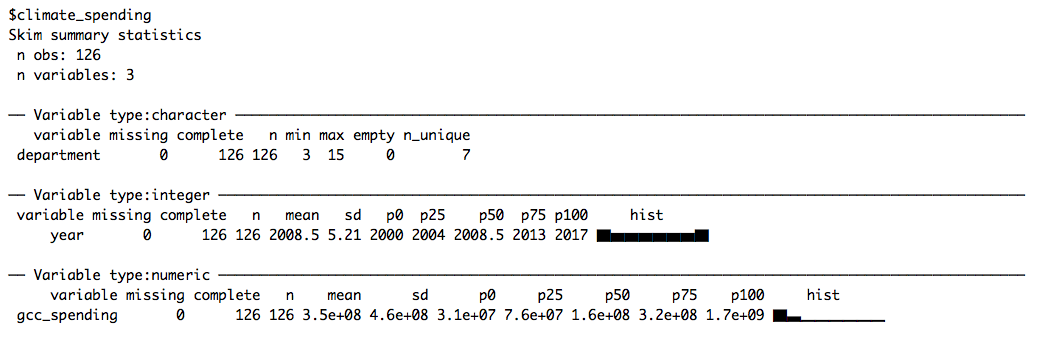 $climate_spending
Skim summary statistics
 n obs: 126
 n variables: 3
── Variable type:character ──
   variable missing complete   n min max empty n_unique
 department       0      126 126   3  15     0        7
── Variable type:integer ──
 variable missing complete   n   mean   sd   p0  p25    p50  p75 p100     hist
     year       0      126 126 2008.5 5.21 2000 2004 2008.5 2013 2017 ▇▅▅▅▅▅▅▇
── Variable type:numeric ──
     variable missing complete   n    mean      sd      p0     p25     p50     p75    p100     hist
 gcc_spending       0      126 126 3.5e+08 4.6e+08 3.1e+07 7.6e+07 1.6e+08 3.2e+08 1.7e+09 ▇▂▁▁▁▁▁▁